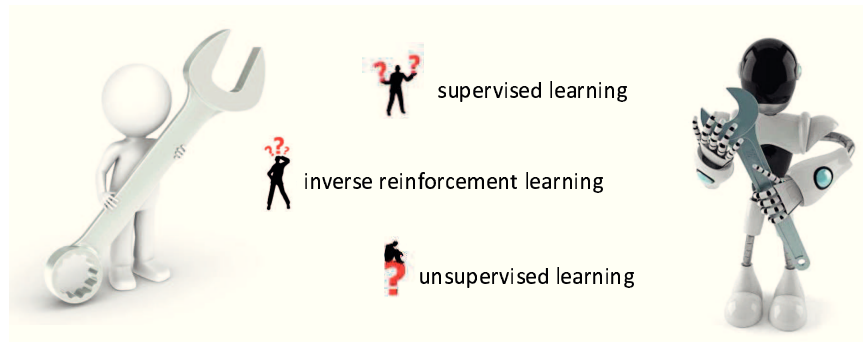 supervised learning
inverse reinforcement learning
unsupervised learning